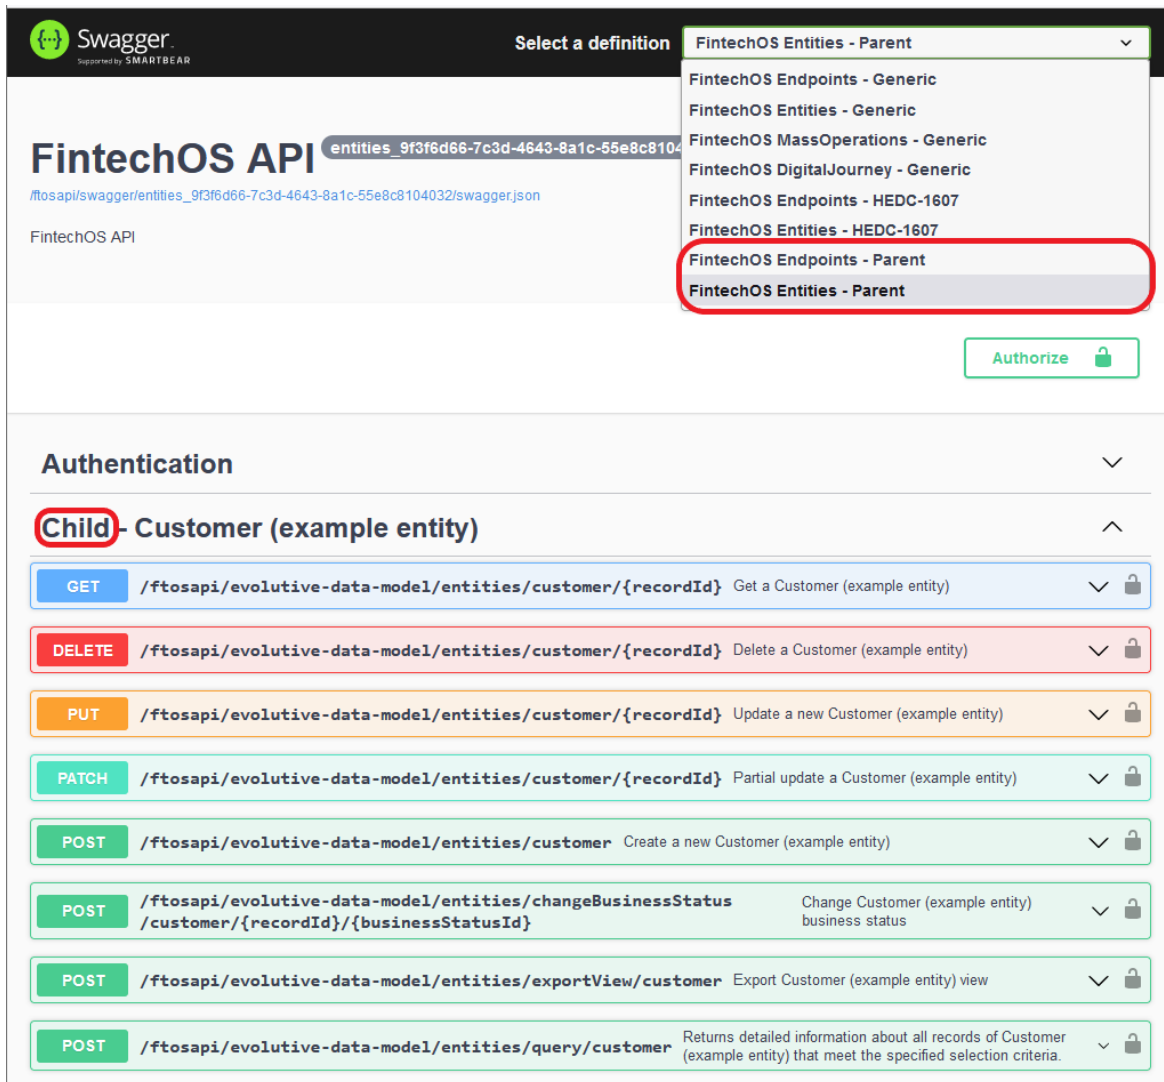 Swagger.
Supported by SMARTBEAR
Select a definition
FintechOS Entities - Parent
FintechOS Endpoints - Generic
FintechOS Entities - Generic
FintechOS MassOperations - Generic
FintechOS DigitalJourney - Generic
FintechOS Endpoints - HEDC-1607
FintechOS Entities - HEDC-1607
FintechOS Endpoints - Parent
FintechOS Entities - Parent
FintechOS API
entities_9f3f6d66-7c3d-4643-8a1c-55e8c8104
/ftosapi/swagger/entities_9f3f6d66-7c3d-4643-8a1c-55e8c8104032/swagger.json
FintechOS API
Authorize
Authentication
Child - Customer (example entity)
GET /ftosapi/evolutive-data-model/entities/customer/{recordId} Get a Customer (example entity)
DELETE /ftosapi/evolutive-data-model/entities/customer/{recordId} Delete a Customer (example entity)
PUT /ftosapi/evolutive-data-model/entities/customer/{recordId} Update a new Customer (example entity)
PATCH /ftosapi/evolutive-data-model/entities/customer/{recordId} Partial update a Customer (example entity)
POST /ftosapi/evolutive-data-model/entities/customer Create a new Customer (example entity)
POST
/ftosapi/evolutive-data-model/entities/changeBusinessStatus
/customer/{recordId}/{businessStatusId}
Change Customer (example entity)
business status
POST /ftosapi/evolutive-data-model/entities/exportView/customer Export Customer (example entity) view
POST /ftosapi/evolutive-data-model/entities/query/customer
Returns detailed information about all records of Customer
(example entity) that meet the specified selection criteria.